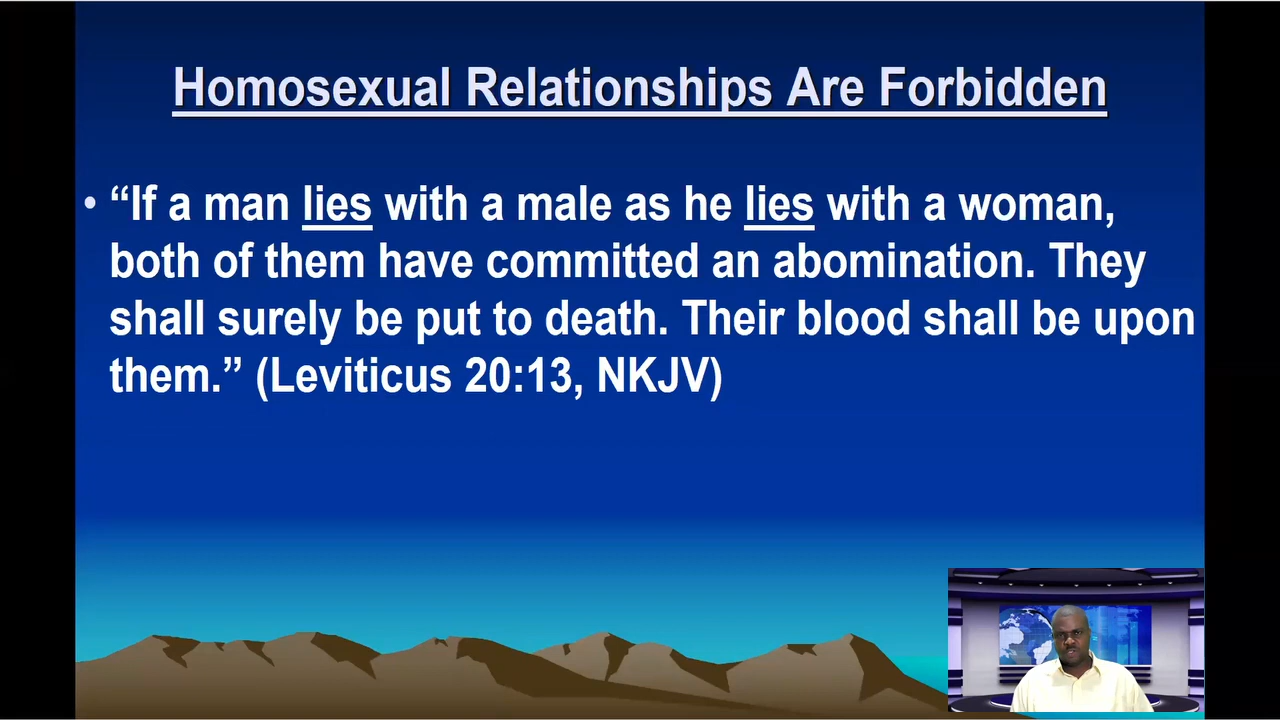 Homosexual Relationships Are Forbidden
• “If a man lies with a male as he lies with a woman,
both of them have committed an abomination. They
shall surely be put to death. Their blood shall be upon
them.” (Leviticus 20:13, NKJV)